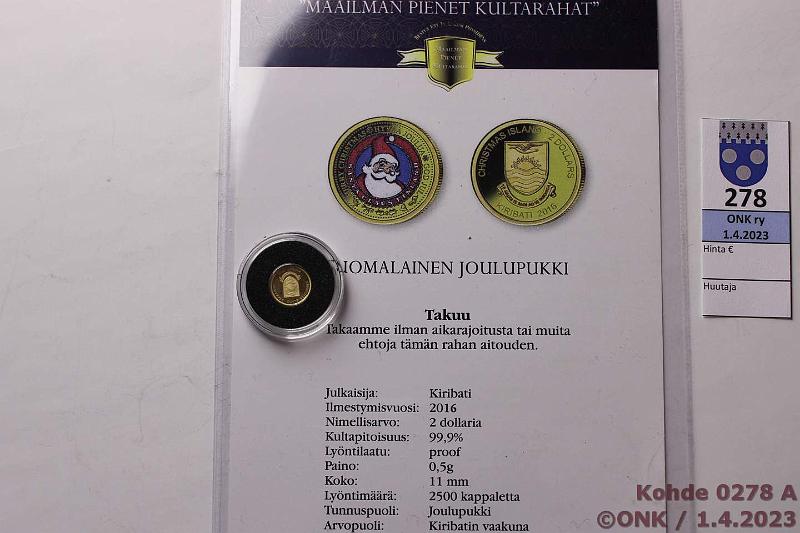 "MAAILMAN PIENET KULTARAHAT"
MAAILMAN
PIENET
KULTARAHAT
MERRY CHRISTMAS
CHRISTMAS ISLAND 2 DOLLARS
KIRIBATI 2016
JOMALAINEN JOULUPUKKI
Takuu
Takaamme ilman aikarajoitusta tai muita
ehtoja tämän rahan aitouden.
Julkaisija: Kiribati
Ilmestymisvuosi: 2016
Nimellisarvo: 2 dollaria
Kultapitoisuus: 99,9%
Lyöntilaatu: proof
Paino: 0,5g
Koko: 11 mm
Lyöntimäärä: 2500 kappaletta
Tunnuspuoli: Joulupukki
Arvopuoli: Kiribatin vaakuna
278
ONK ry
1.4.2023
Hinta €
Huutaja
Kohde 0278 A
©ONK / 1.4.2023